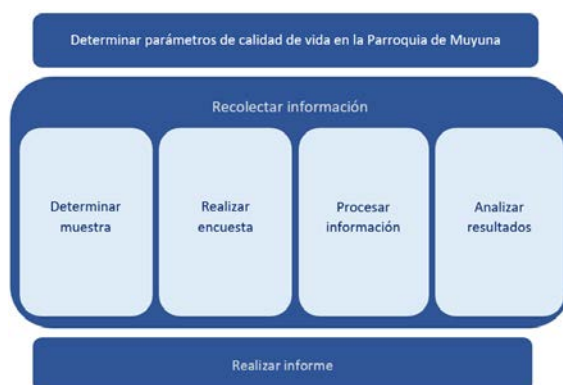 Determinar parámetros de calidad de vida en la Parroquia de Muyuna
Recolectar información
Determinar
muestra
Realizar
encuesta
Procesar
información
Analizar
resultados
Realizar informe